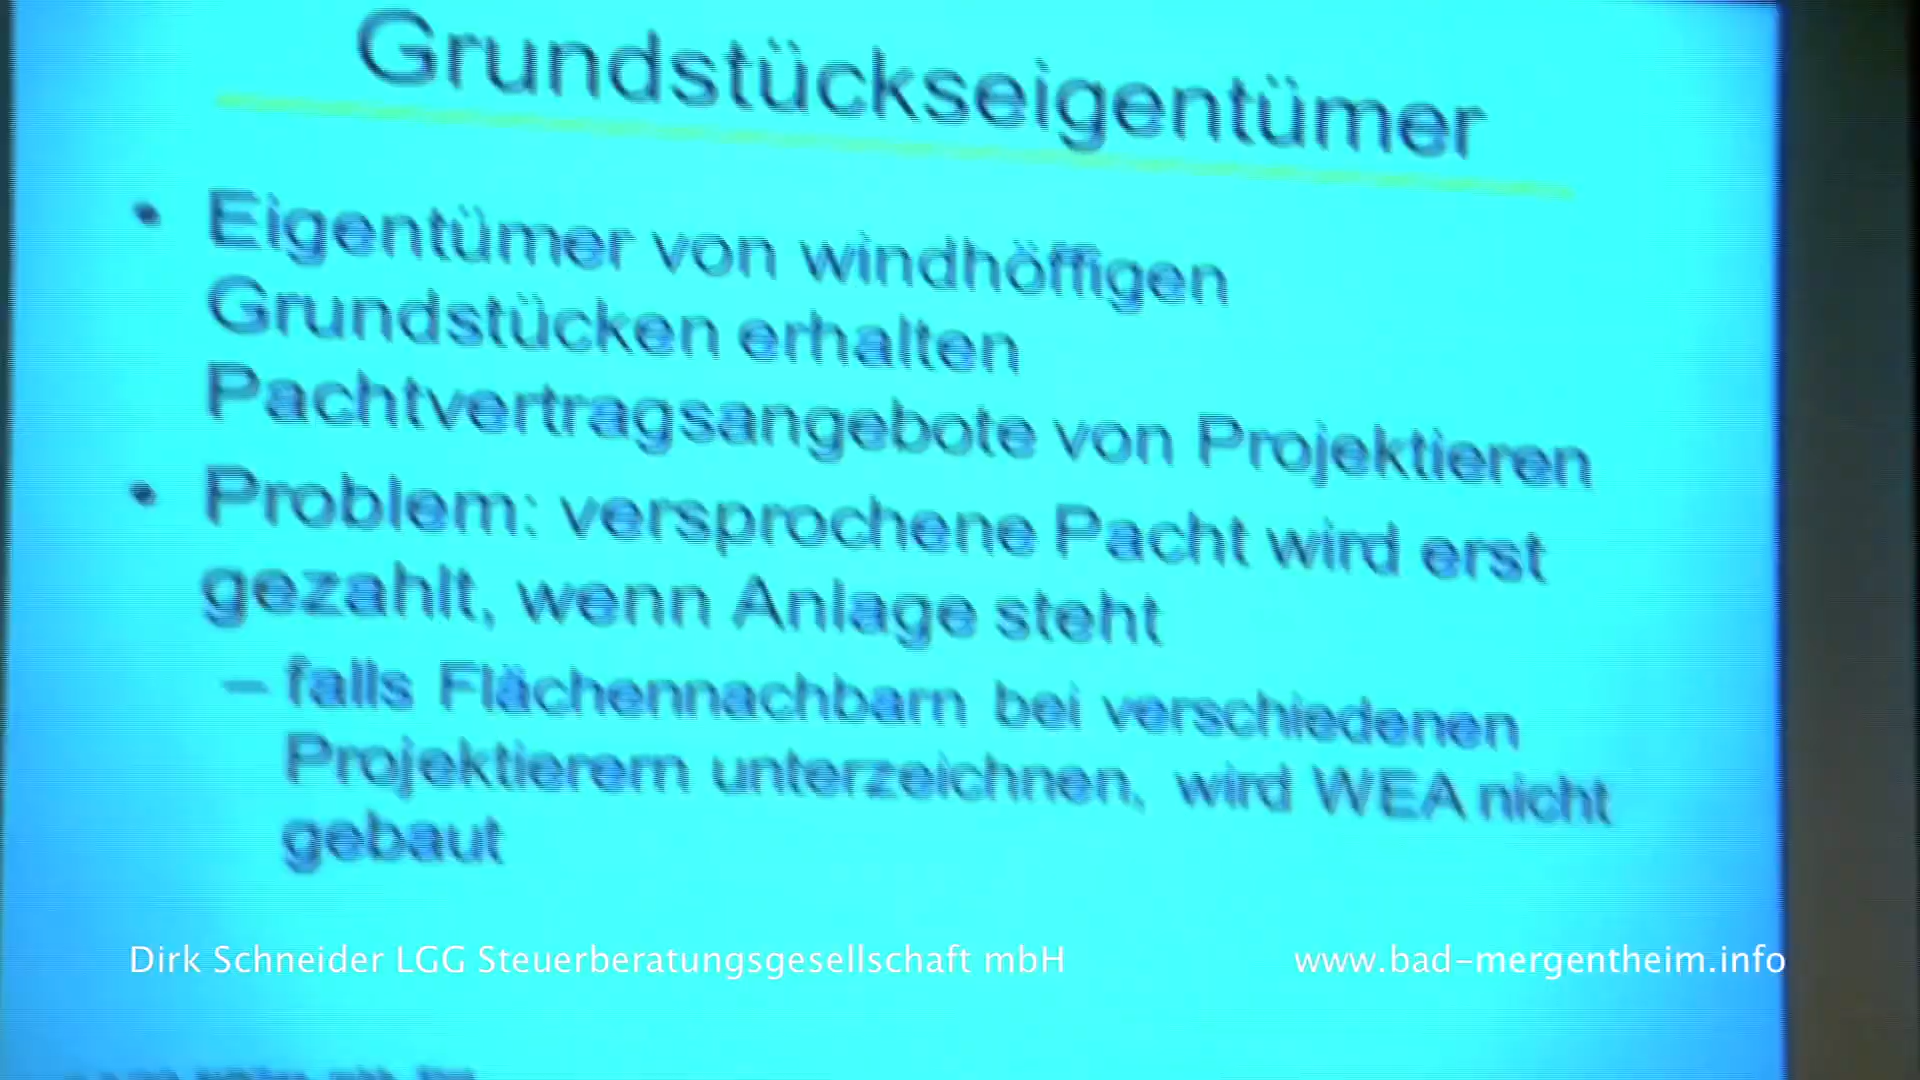 Grundstückseigentümer
• Eigentümer von windhöffigen
Grundstücken erhalten
Pachtvertragsangebote von Projektieren
• Problem: versprochene Pacht wird erst
gezahlt, wenn Anlage steht
– falls Flächennachbarn bei verschiedenen
Projektierern unterzeichnen, wird WEA nicht
gebaut
Dirk Schneider LGG Steuerberatungsgesellschaft mbH www.bad-mergentheim.info